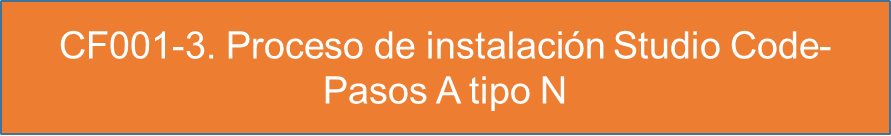 CF001-3. Proceso de instalación Studio Code-
Pasos A tipo N